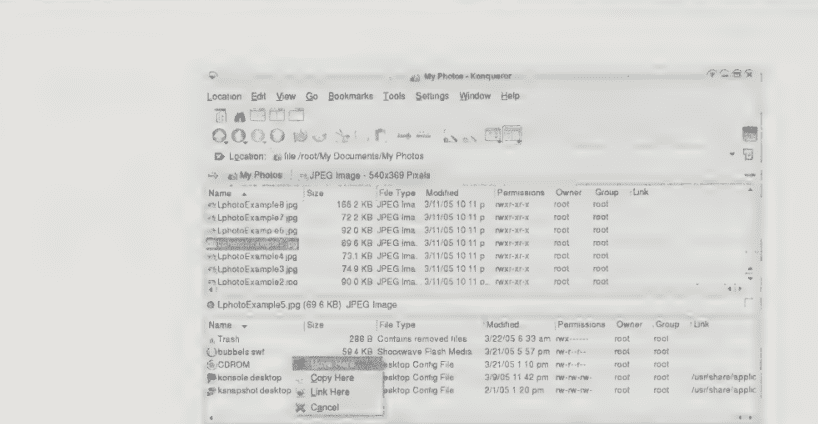 My Photos - Konqueror
Location Edit View Go Bookmarks Tools Settings Window Help
Location: file:/root/My Documents/My Photos
My Photos JPEG Image - 540x369 Pixels
Name Size File Type Modified Permissions Owner Group Link
LphotoExample8.jpg 166.2 KB JPEG Ima. 3/11/05 10 11 p rwxr-xr-x root root
LphotoExample7.jpg 72.2 KB JPEG Ima. 3/11/05 10 11 p rwxr-xr-x root root
LphotoExample6.jpg 92.0 KB JPEG Ima. 3/11/05 10 11 p rwxr-xr-x root root
69.6 KB JPEG Ima. 3/11/05 10 11 p rwxr-xr-x root root
LphotoExample4.jpg 73.1 KB JPEG Ima. 3/11/05 10 11 p rwxr-xr-x root root
LphotoExample3.jpg 74.9 KB JPEG Ima. 3/11/05 10 11 p rwxr-xr-x root root
LphotoExample2.jpg 90.0 KB JPEG Ima. 3/11/05 10 11 p.. rwxr-xr-x root root
LphotoExample5.jpg (69.6 KB) JPEG Image
Name Size File Type Modified Permissions Owner Group Link
Trash 288 B Contains removed files 3/22/05 6 33 am rwx------ root root
bubbels.swf 59.4 KB Shockwave Flash Media 3/21/05 5 57 pm rw-r--r-- root root
CDROM Desktop Config File 3/21/05 1 10 pm rw-r--r-- root root
konsole.desktop Copy Here Desktop Config File 3/9/05 11 42 pm rw-rw-rw- root root /usr/share/applic
ksnapshot.desktop Link Here Desktop Config File 2/1/05 1 20 pm rw-rw-rw- root root /usr/share/applic
Cancel